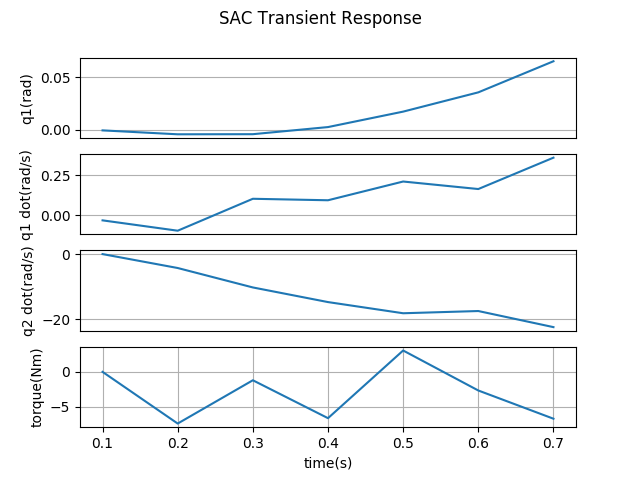 SAC Transient Response
0.05
0.00
q1(rad)
0.25
0.00
q1 dot(rad/s)
0
−20
q2 dot(rad/s)
0
−5
torque(Nm)
0.1 0.2 0.3 0.4 0.5 0.6 0.7
time(s)